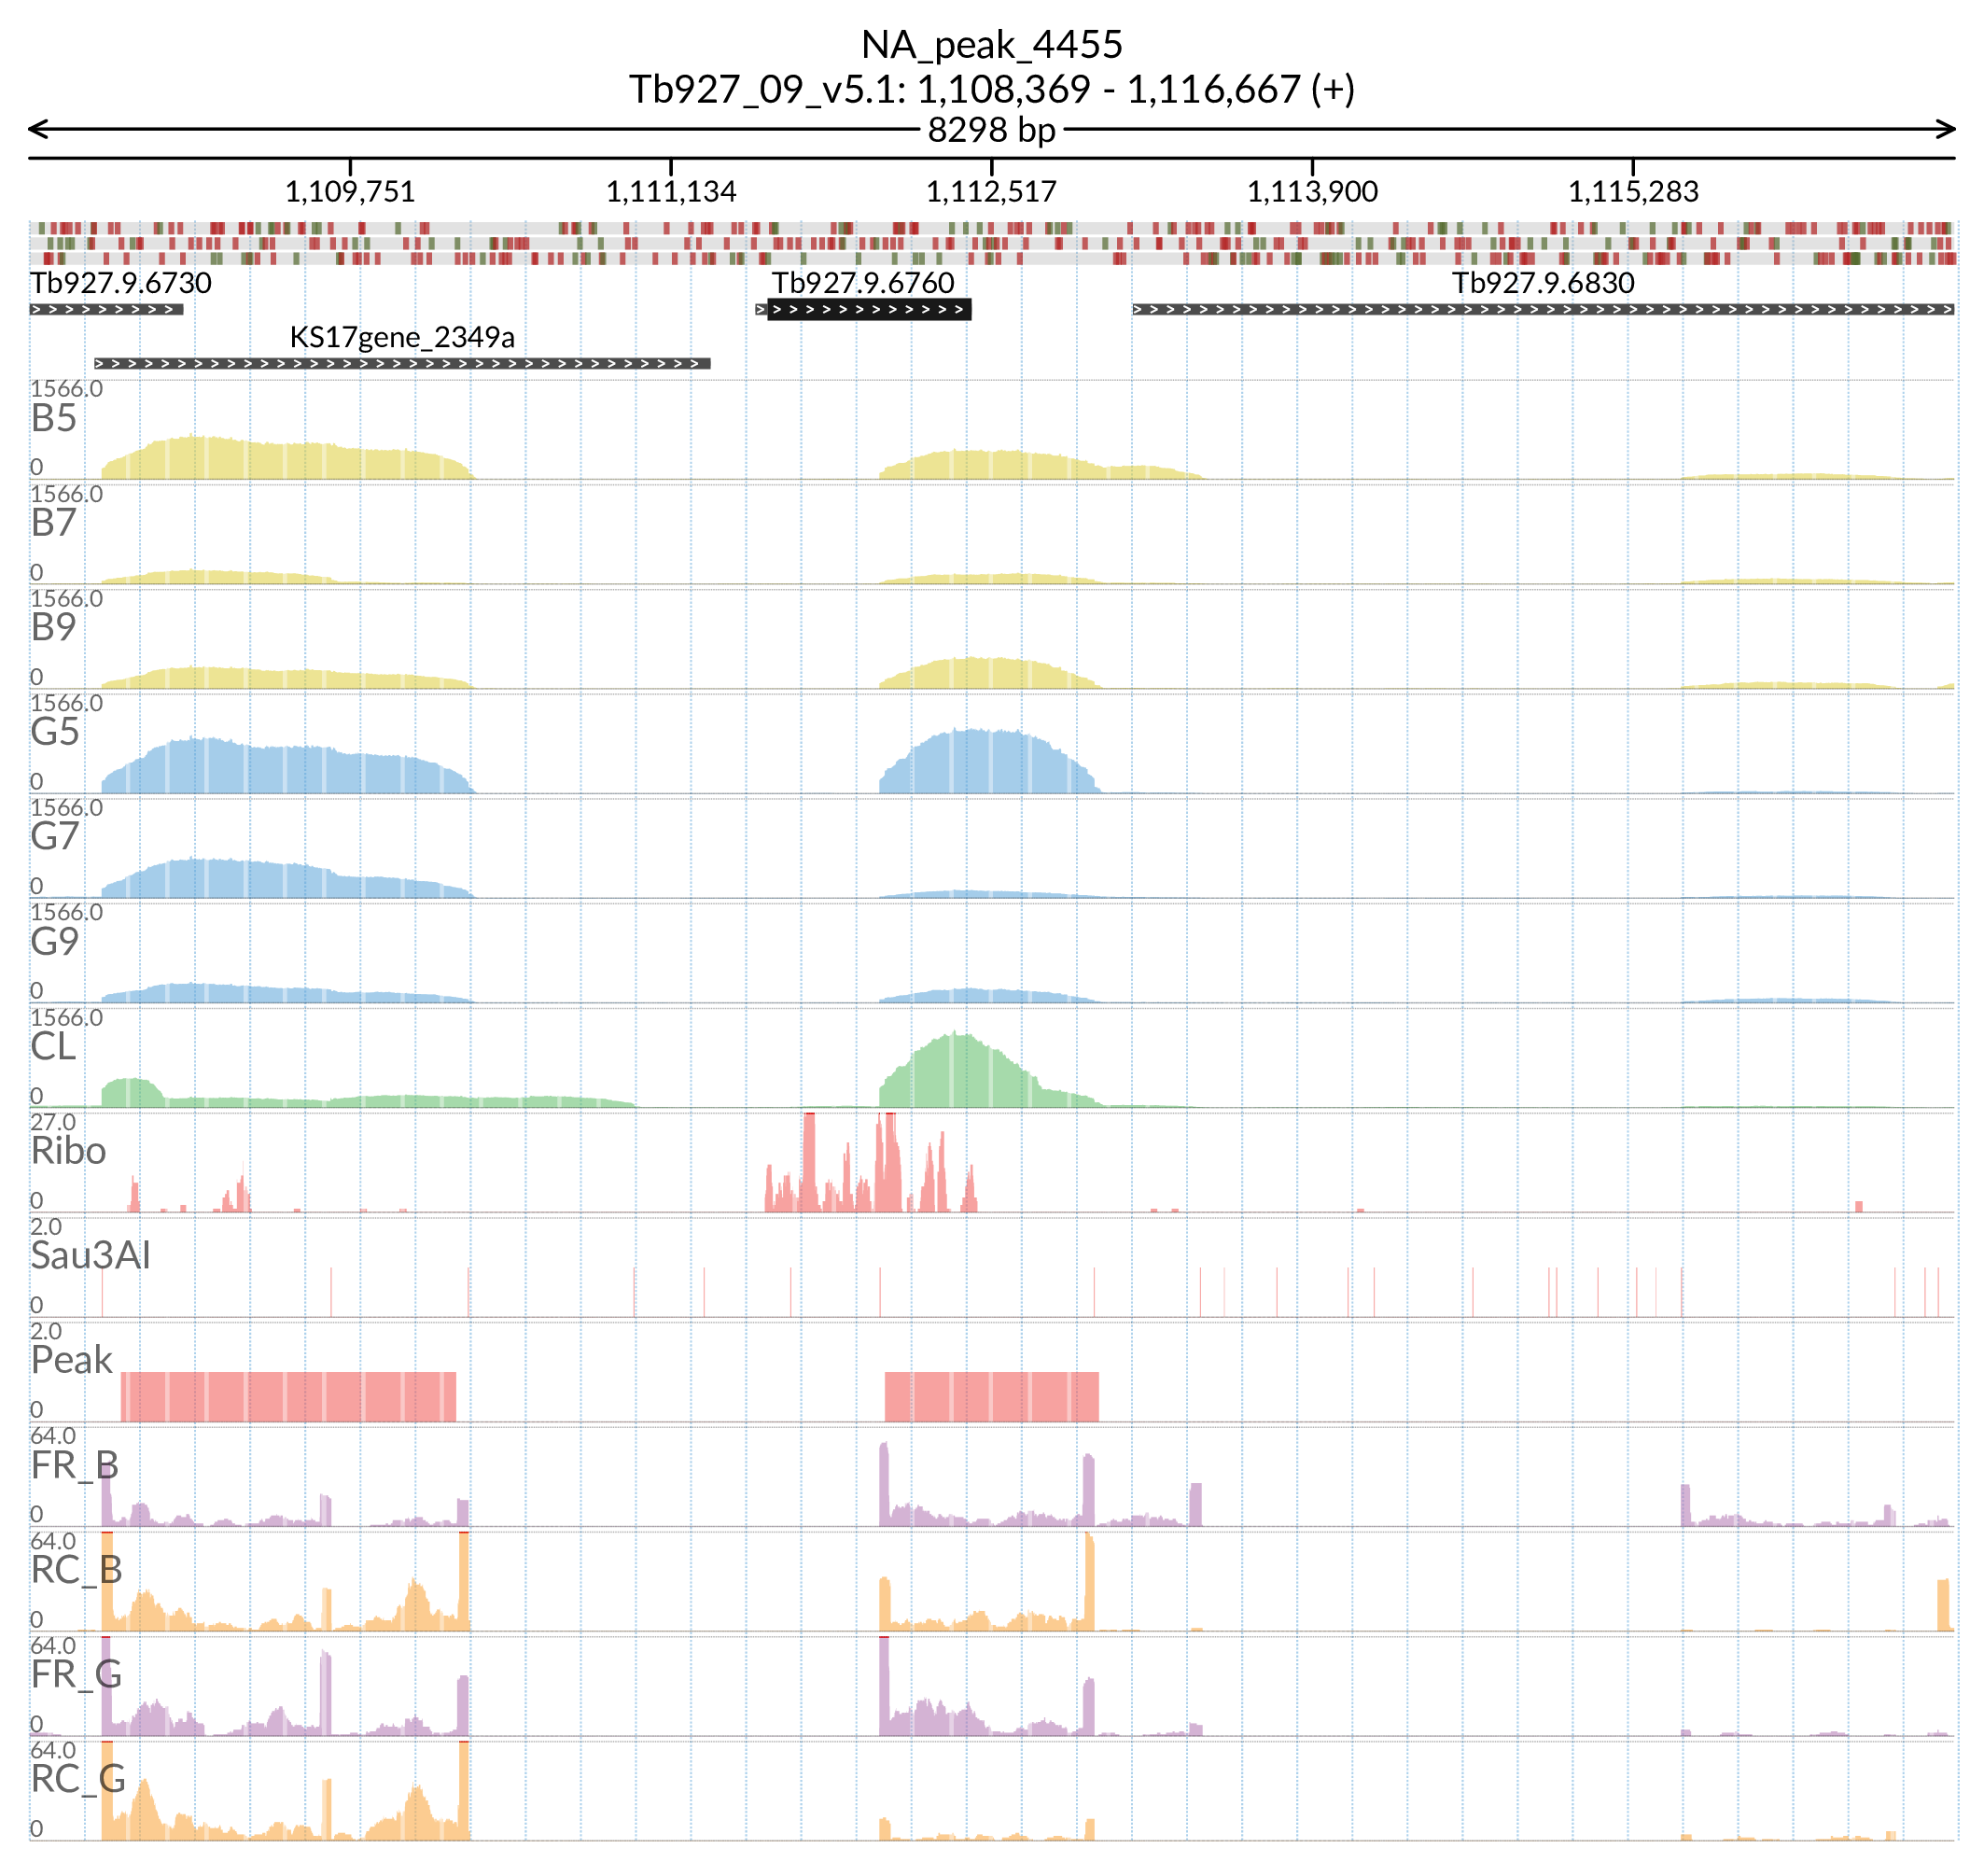 NA_peak_4455
Tb927_09_v5.1: 1,108,369 - 1,116,667 (+)
8298 bp
1,109,751 1,111,134 1,112,517 1,113,900 1,115,283
Tb927.9.6730 Tb927.9.6760 Tb927.9.6830
KS17gene_2349a
1566.0
B5
0
1566.0
B7
0
1566.0
B9
0
1566.0
G5
0
1566.0
G7
0
1566.0
G9
0
1566.0
CL
0
27.0
Ribo
0
2.0
Sau3AI
0
2.0
Peak
0
64.0
FR_B
0
64.0
RC_B
0
64.0
FR_G
0
64.0
RC_G
0